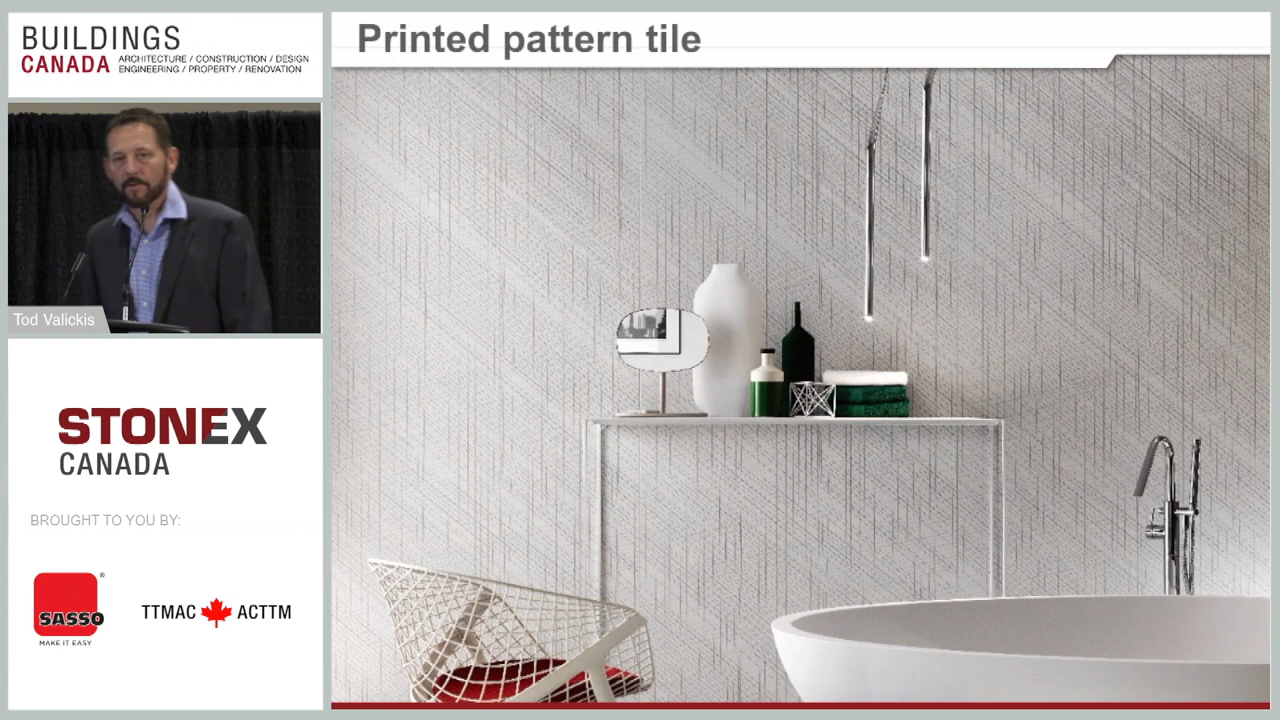 BUILDINGS
CANADA ARCHITECTURE / CONSTRUCTION / DESIGN
ENGINEERING / PROPERTY / RENOVATION
Printed pattern tile
Tod Valickis
STONEX
CANADA
BROUGHT TO YOU BY:
SASSO ®
MAKE IT EASY
TTMAC ACTTM